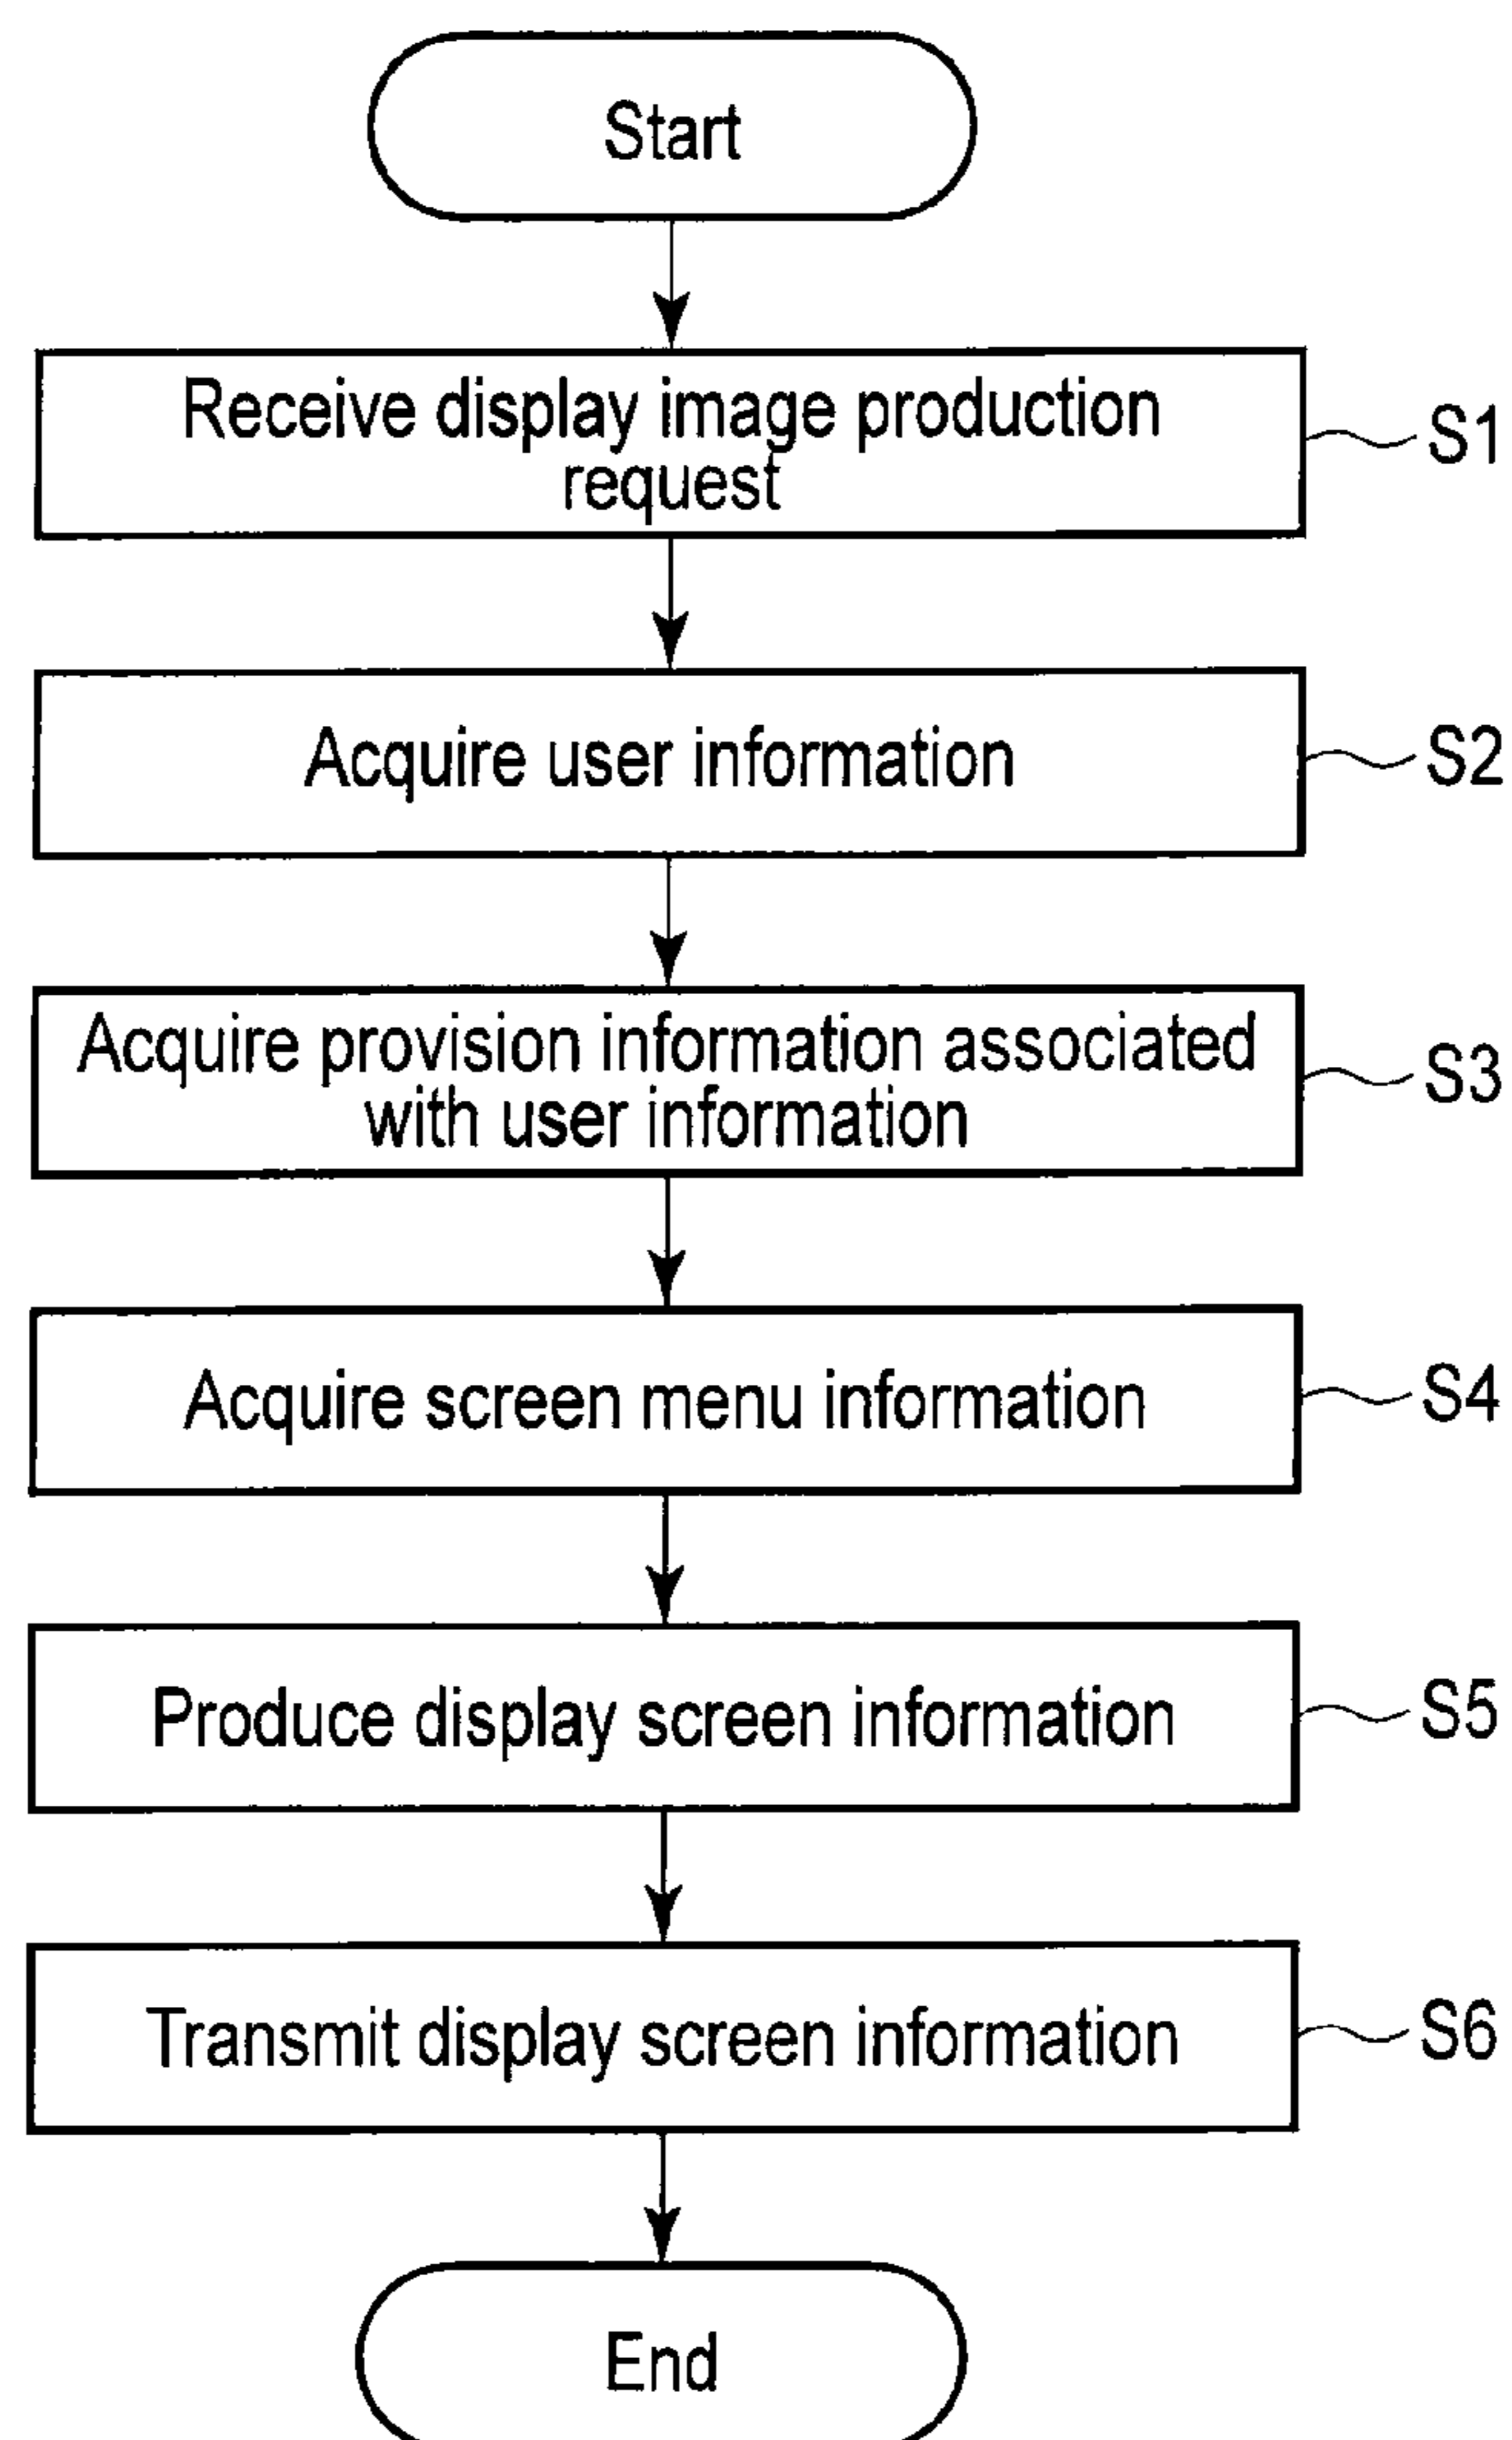 Start
Receive display image production
request
S1
Acquire user information
S2
Acquire provision information associated
with user information
S3
Acquire screen menu information
S4
Produce display screen information
S5
Transmit display screen information
S6
End